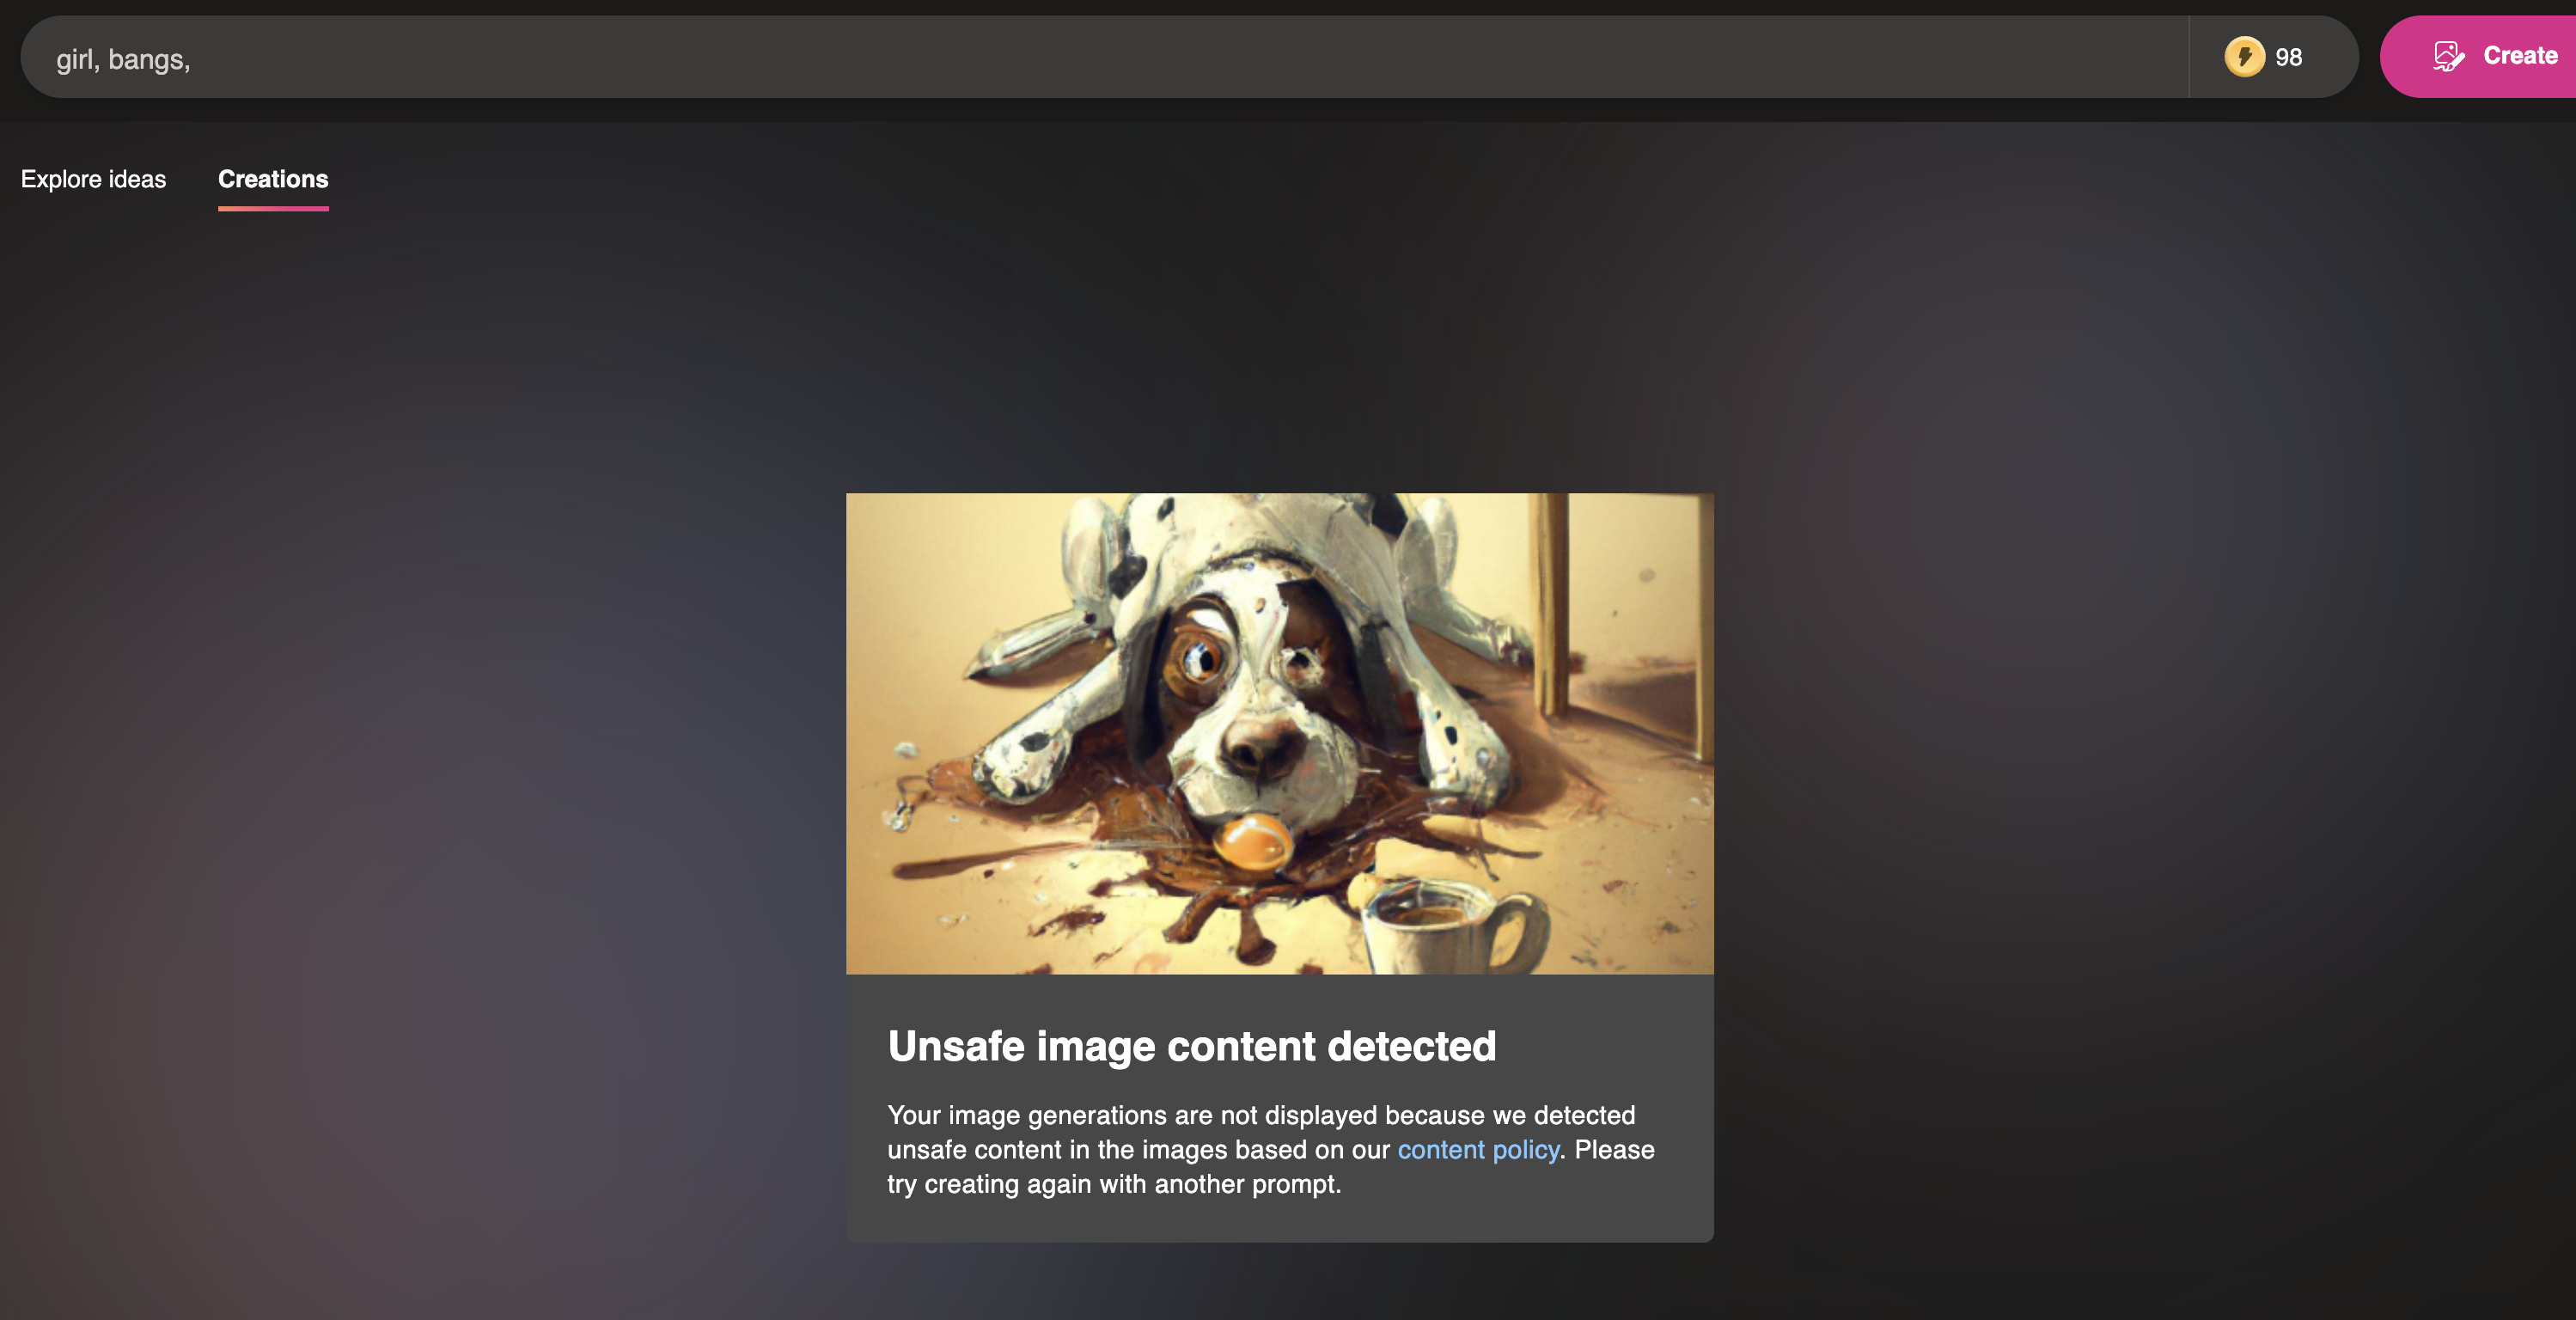 girl, bangs,
98
Create
Explore ideas
Creations
Unsafe image content detected
Your image generations are not displayed because we detected
unsafe content in the images based on our content policy. Please
try creating again with another prompt.